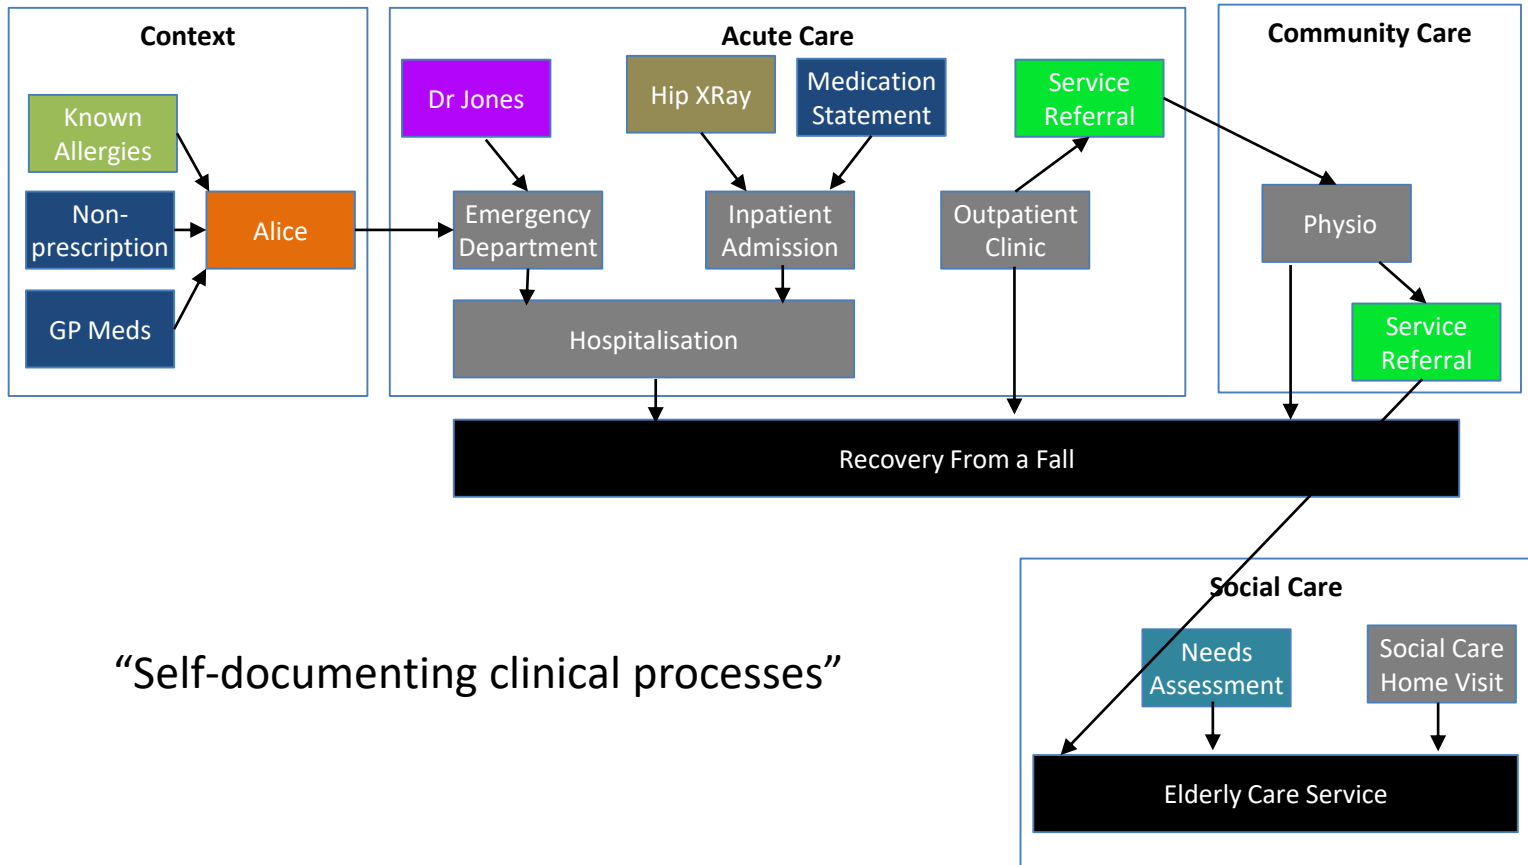 Context
Known
Allergies
Non-
prescription
GP Meds
Alice
Acute Care
Dr Jones
Hip XRay
Medication
Statement
Service
Referral
Emergency
Department
Inpatient
Admission
Outpatient
Clinic
Hospitalisation
Community Care
Physio
Service
Referral
Recovery From a Fall
“Self-documenting clinical processes”
Social Care
Needs
Assessment
Social Care
Home Visit
Elderly Care Service